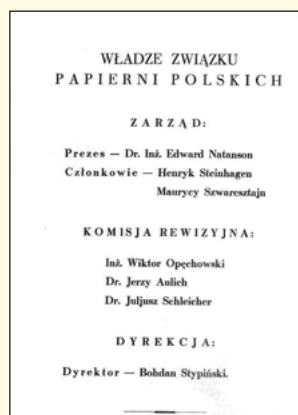 WŁADZE ZWIĄZKU
PAPIERNI POLSKICH
ZARZĄD:
Prezes — Dr. Inż. Edward Natanson
Członkowie — Henryk Steinhagen
Maurycy Szwaresztajn
KOMISJA REWIZYJNA:
Inż. Wiktor Opęchowski
Dr. Jerzy Aulich
Dr. Juljusz Schleicher
DYREKCJA:
Dyrektor — Bohdan Stypiński.